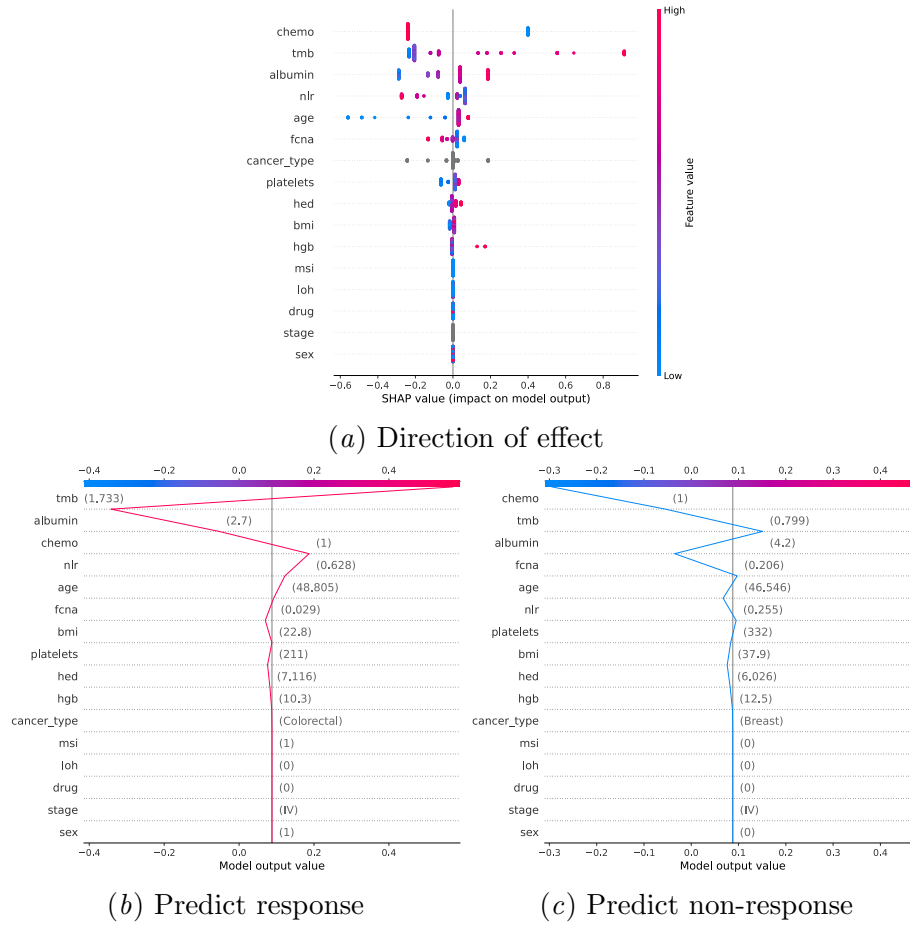 High
chemo
tmb
albumin
nlr
age
fcna
cancer_type
platelets
hed
bmi
hgb
msi
loh
drug
stage
sex
Feature value
Low
−0.6 −0.4 −0.2 0.0 0.2 0.4 0.6 0.8
SHAP value (impact on model output)
(a) Direction of effect
−0.4 −0.2 0.0 0.2 0.4
tmb (1,733)
albumin (2.7)
chemo (1)
nlr (0.628)
age (48.805)
fcna (0.029)
bmi (22.8)
platelets (211)
hed (7.116)
hgb (10.3)
cancer_type (Colorectal)
msi (1)
loh (0)
drug (0)
stage (IV)
sex (1)
−0.4 −0.2 0.0 0.2 0.4
Model output value
(b) Predict response
−0.3 −0.2 −0.1 0.0 0.1 0.2 0.3 0.4
chemo (1)
tmb (0.799)
albumin (4.2)
fcna (0.206)
age (46.546)
nlr (0.255)
platelets (332)
bmi (37.9)
hed (6.026)
hgb (12.5)
cancer_type (Breast)
msi (0)
loh (0)
drug (0)
stage (IV)
sex (0)
−0.3 −0.2 −0.1 0.0 0.1 0.2 0.3 0.4
Model output value
(c) Predict non-response